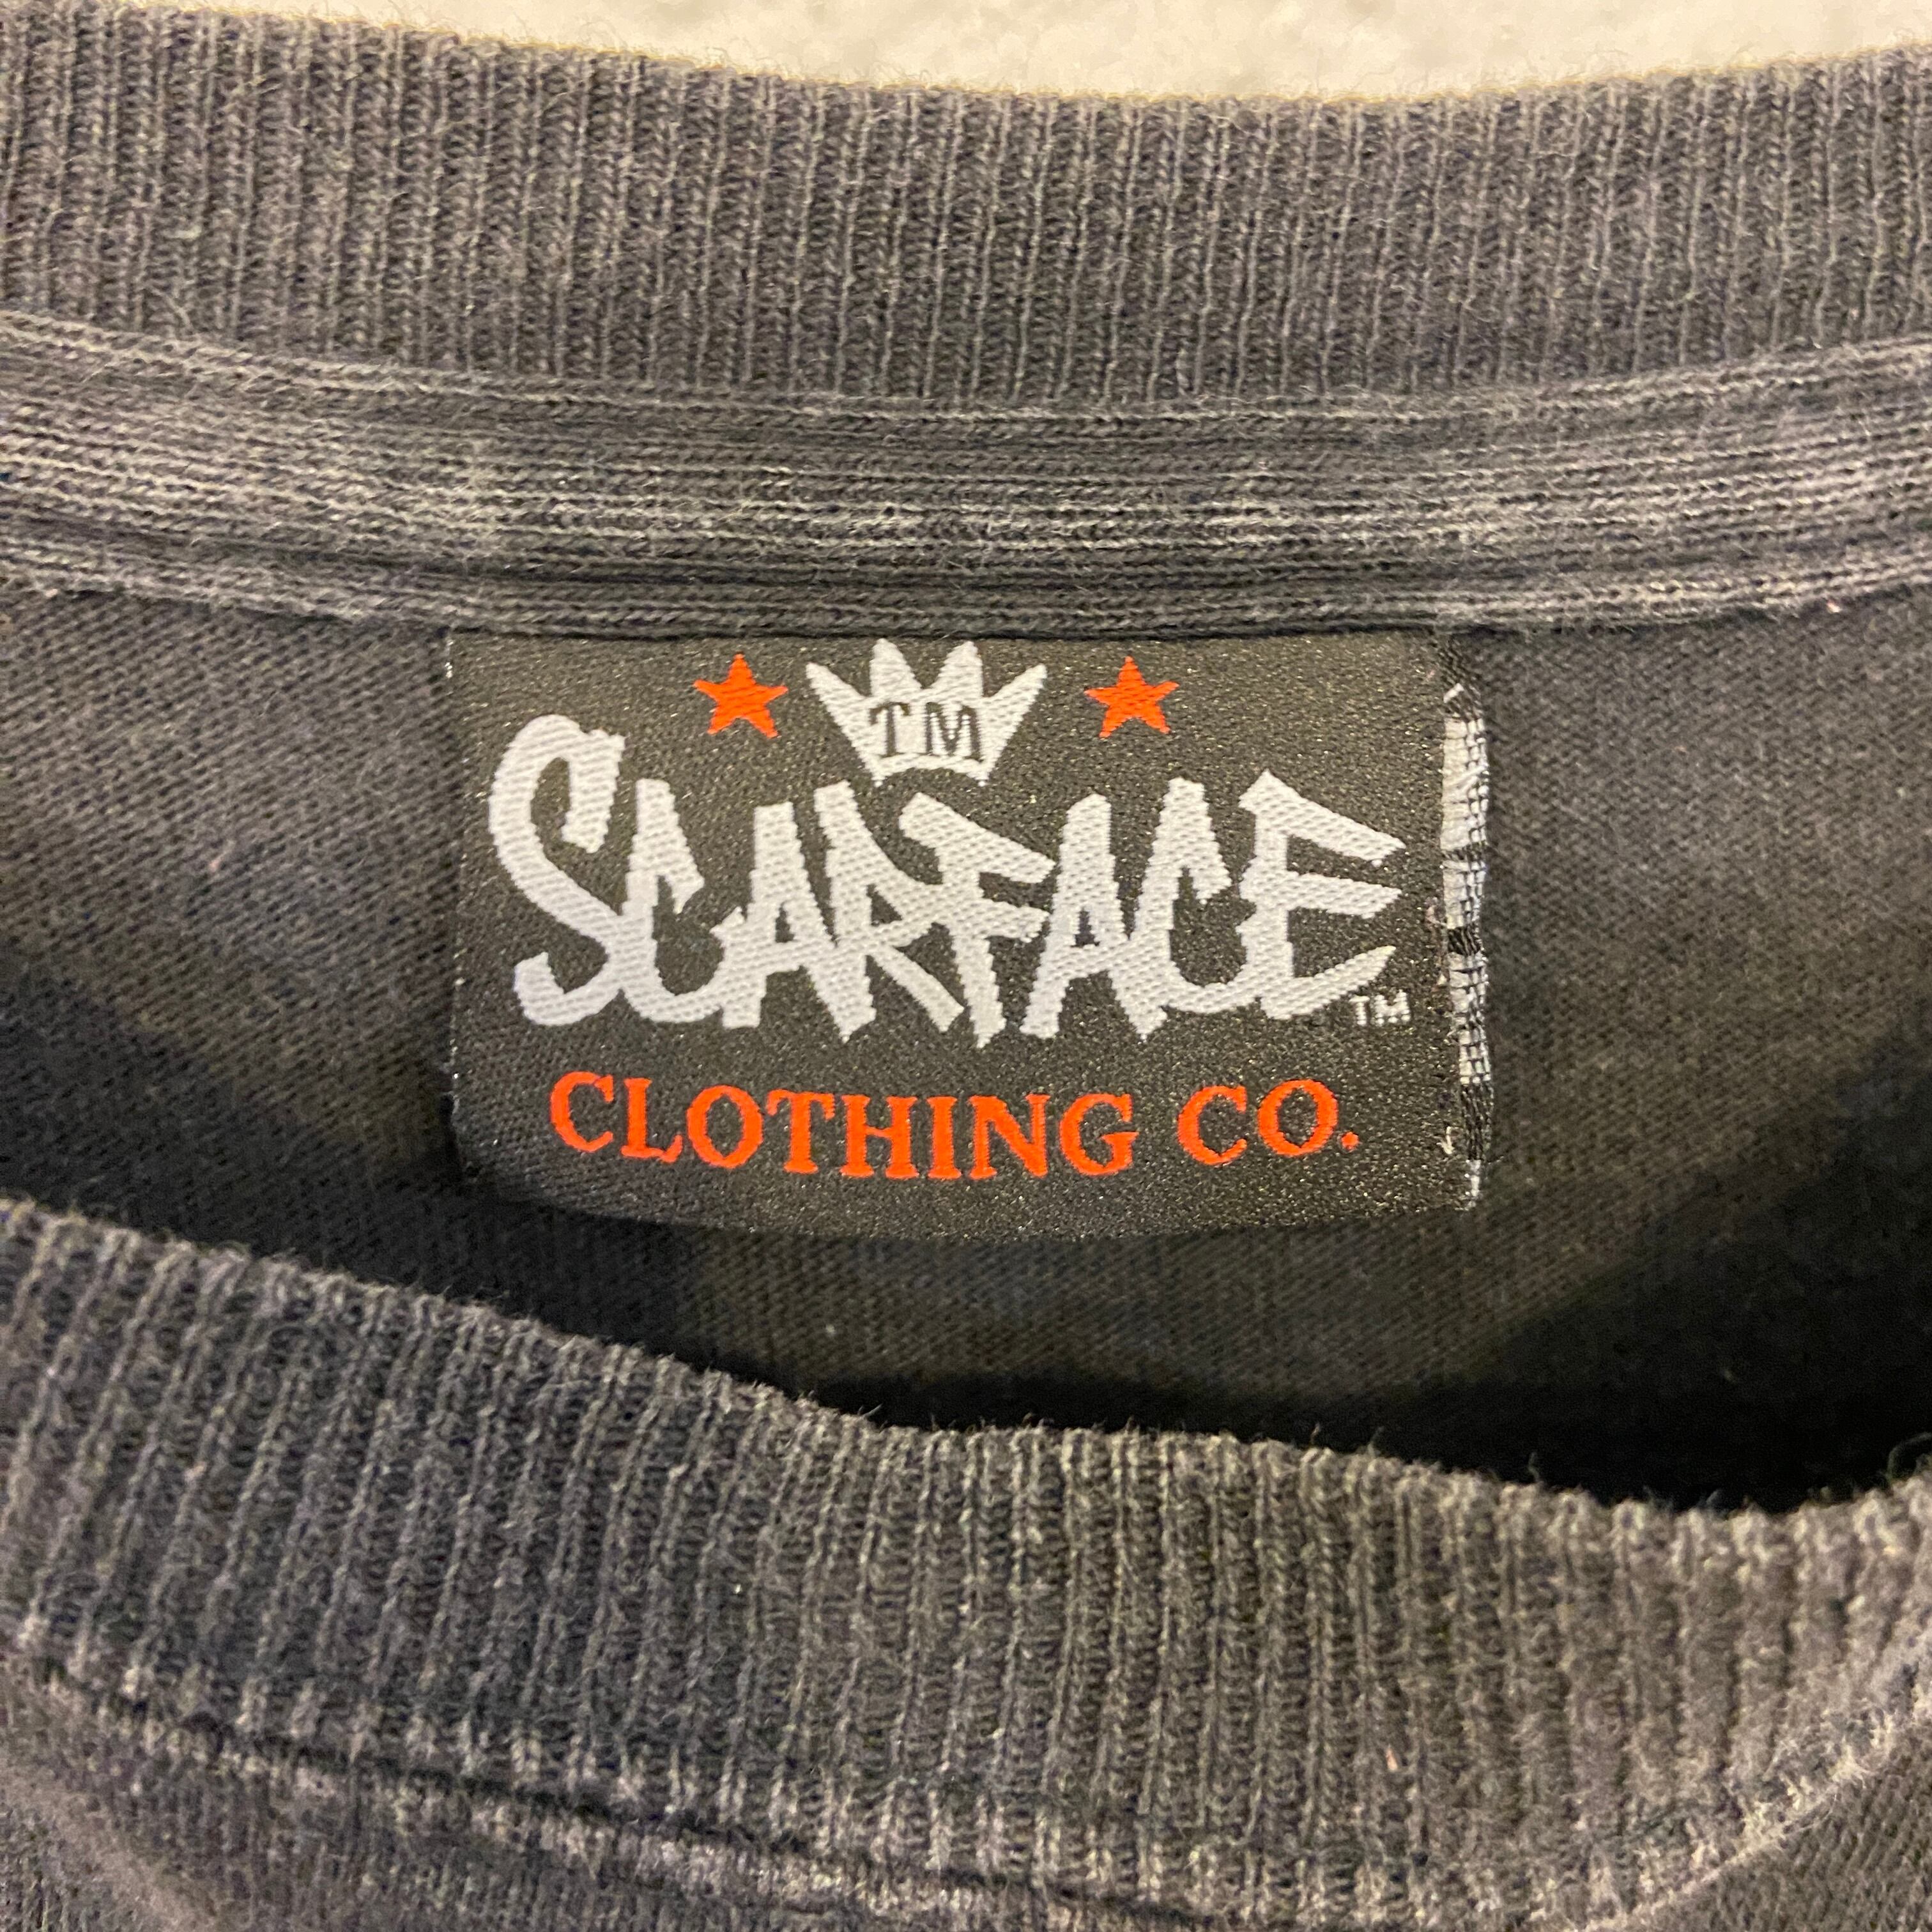 TM
SCARFACE
TM
CLOTHING CO.